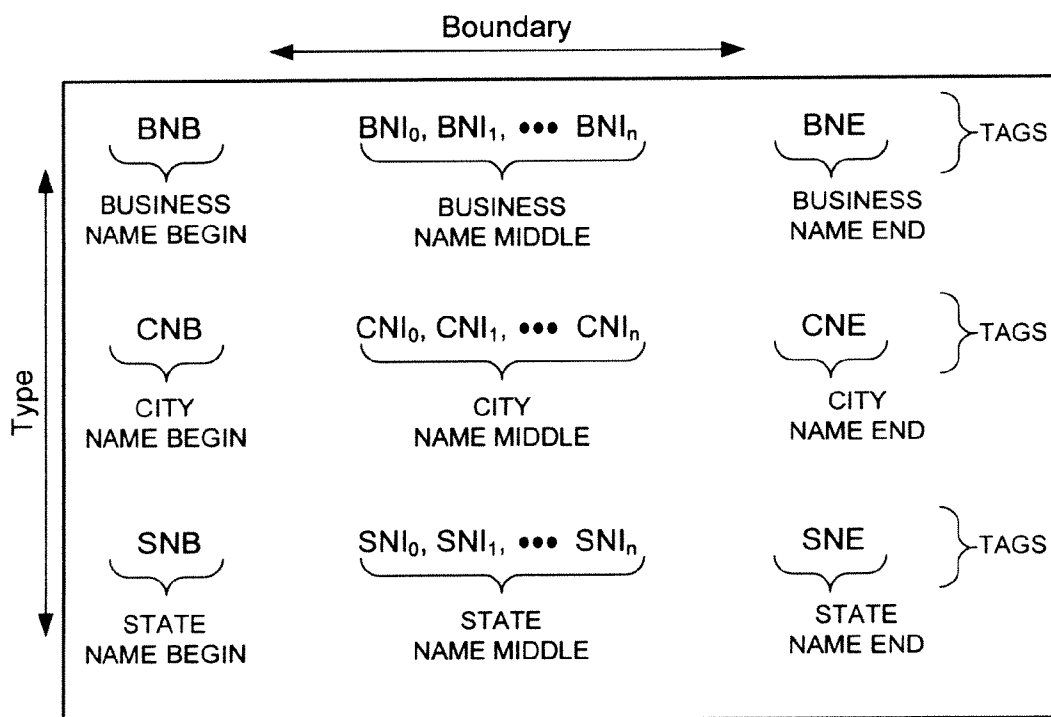 Boundary
BNB BNI₀, BNI₁, ••• BNIₙ BNE TAGS
BUSINESS NAME BEGIN
BUSINESS NAME MIDDLE
BUSINESS NAME END
CNB CNI₀, CNI₁, ••• CNIₙ CNE TAGS
CITY NAME BEGIN
CITY NAME MIDDLE
CITY NAME END
Type
SNB SNI₀, SNI₁, ••• SNIₙ SNE TAGS
STATE NAME BEGIN
STATE NAME MIDDLE
STATE NAME END